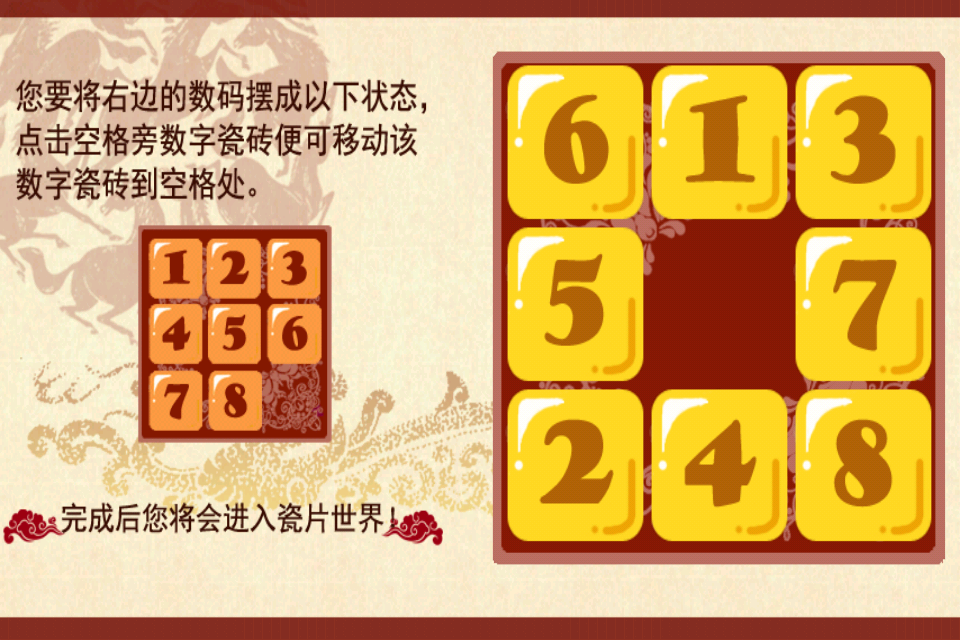 您要将右边的数码摆成以下状态，
点击空格旁数字瓷砖便可移动该
数字瓷砖到空格处。
1 2 3
4 5 6
7 8
完成后您将会进入瓷片世界！
6 1 3
5 7
2 4 8